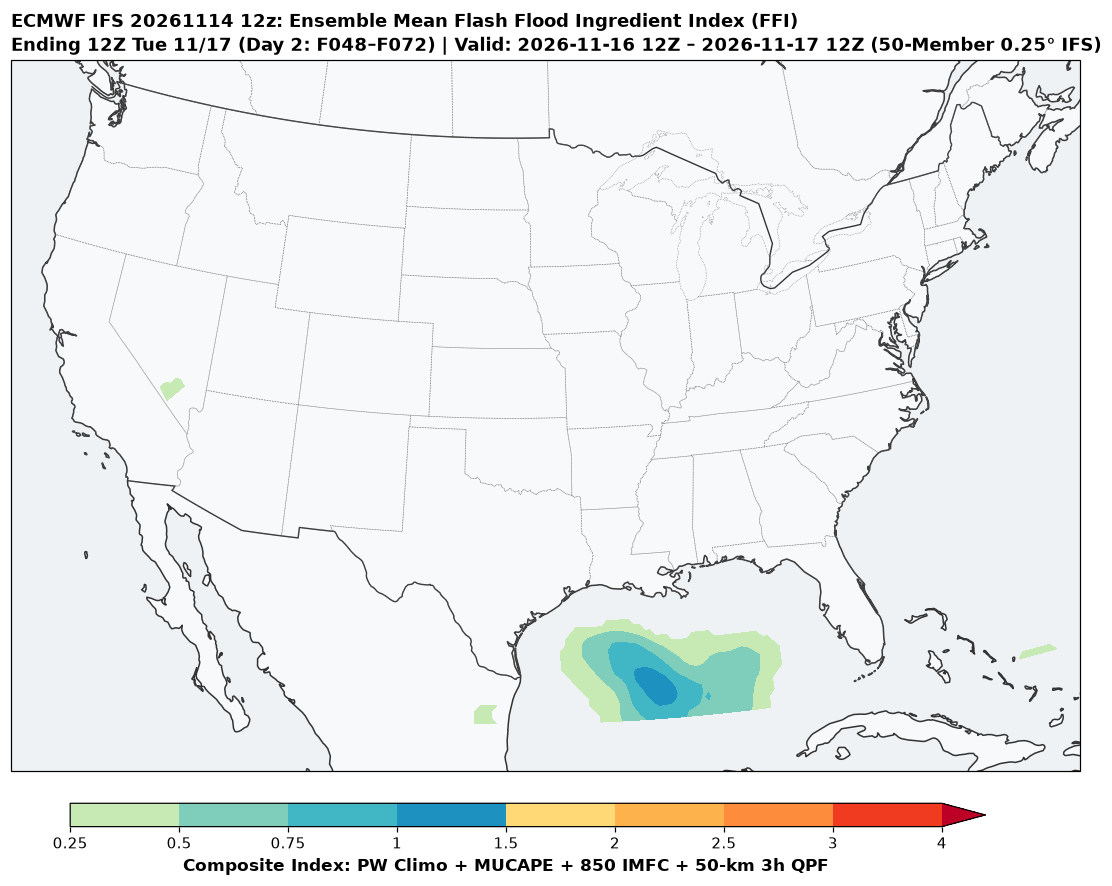 ECMWF IFS 20261114 12z: Ensemble Mean Flash Flood Ingredient Index (FFI)
Ending 12Z Tue 11/17 (Day 2: F048–F072) | Valid: 2026-11-16 12Z – 2026-11-17 12Z (50-Member 0.25° IFS)
0.25 0.5 0.75 1 1.5 2 2.5 3 4
Composite Index: PW Climo + MUCAPE + 850 IMFC + 50-km 3h QPF